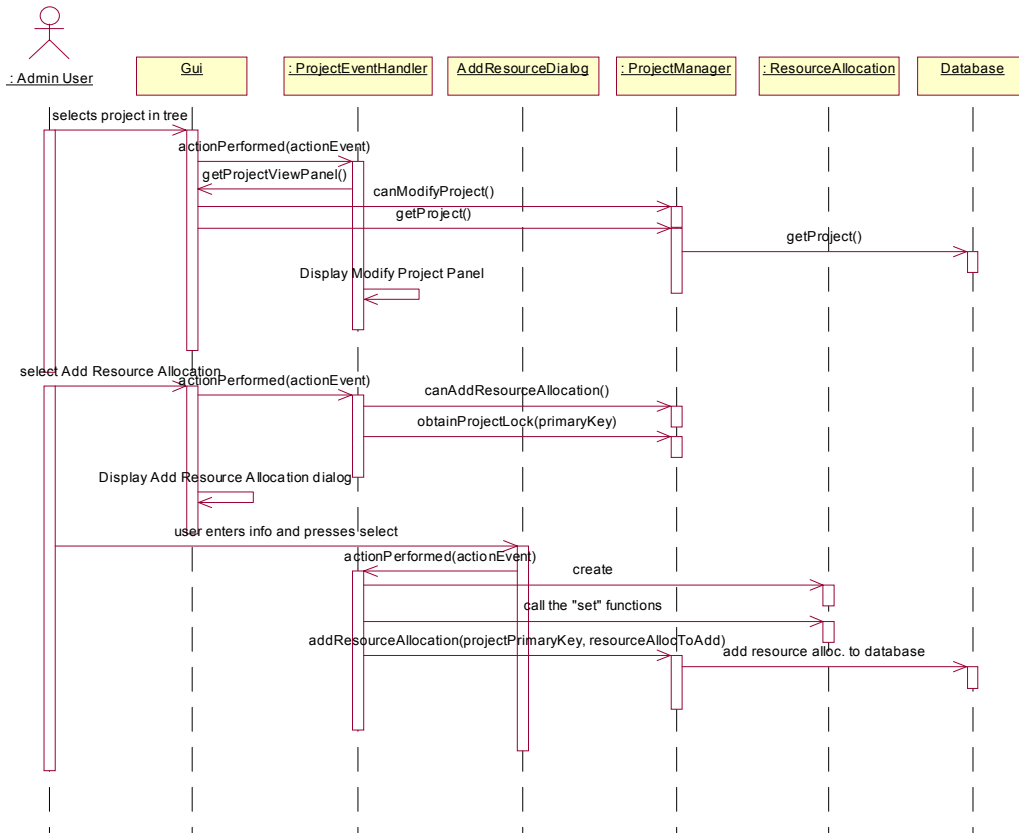 : Admin User
Gui
: ProjectEventHandler
AddResourceDialog
: ProjectManager
: ResourceAllocation
Database
selects project in tree
actionPerformed(actionEvent)
getProjectViewPanel()
canModifyProject()
getProject()
getProject()
Display Modify Project Panel
select Add Resource Allocation
actionPerformed(actionEvent)
canAddResourceAllocation()
obtainProjectLock(primaryKey)
Display Add Resource Allocation dialog
user enters info and presses select
actionPerformed(actionEvent)
create
call the "set" functions
addResourceAllocation(projectPrimaryKey, resourceAllocToAdd)
add resource alloc. to database